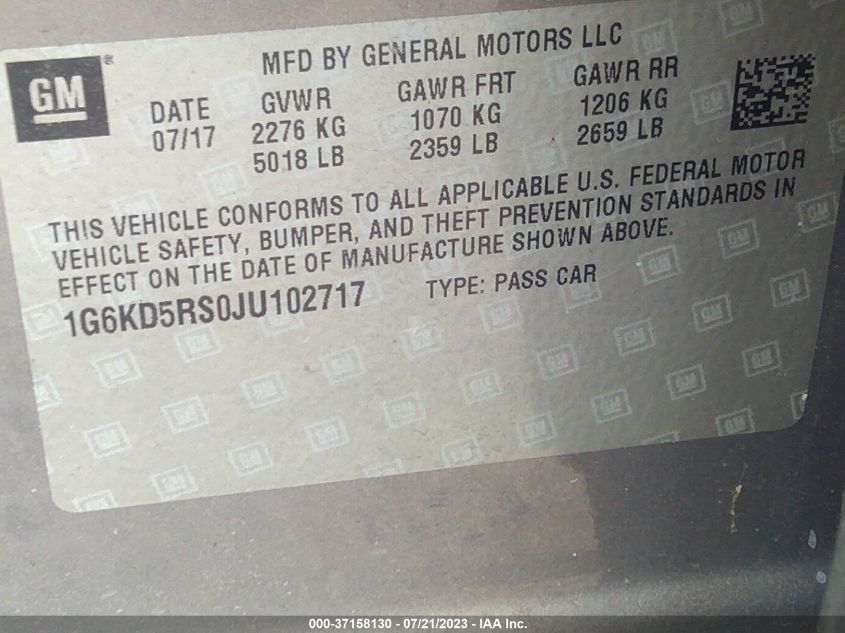 MFD BY GENERAL MOTORS LLC
GM ®
DATE GVWR GAWR FRT GAWR RR
07/17 2276 KG 1070 KG 1206 KG
5018 LB 2359 LB 2659 LB
THIS VEHICLE CONFORMS TO ALL APPLICABLE U.S. FEDERAL MOTOR
VEHICLE SAFETY, BUMPER, AND THEFT PREVENTION STANDARDS IN
EFFECT ON THE DATE OF MANUFACTURE SHOWN ABOVE.
1G6KD5RS0JU102717 TYPE: PASS CAR
000-37158130 - 07/21/2023 - IAA Inc.